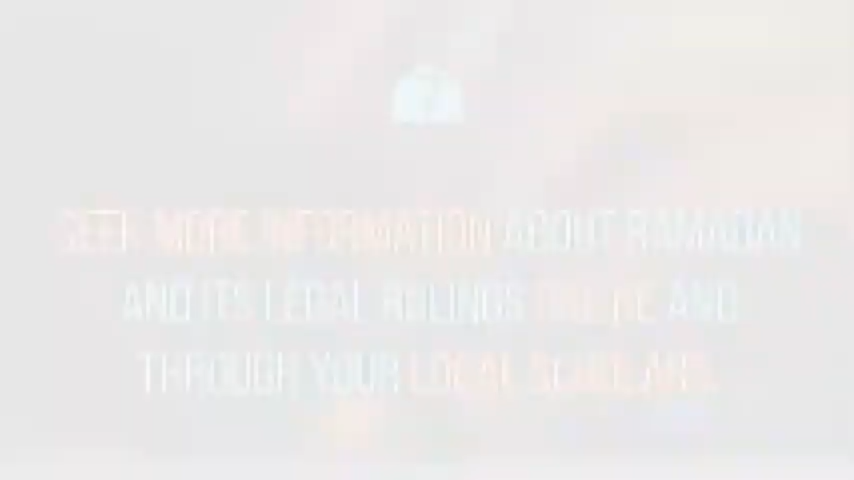 SEEK MORE INFORMATION ABOUT RAMADAN
AND ITS LEGAL RULINGS ONLINE AND
THROUGH YOUR LOCAL SCHOLARS